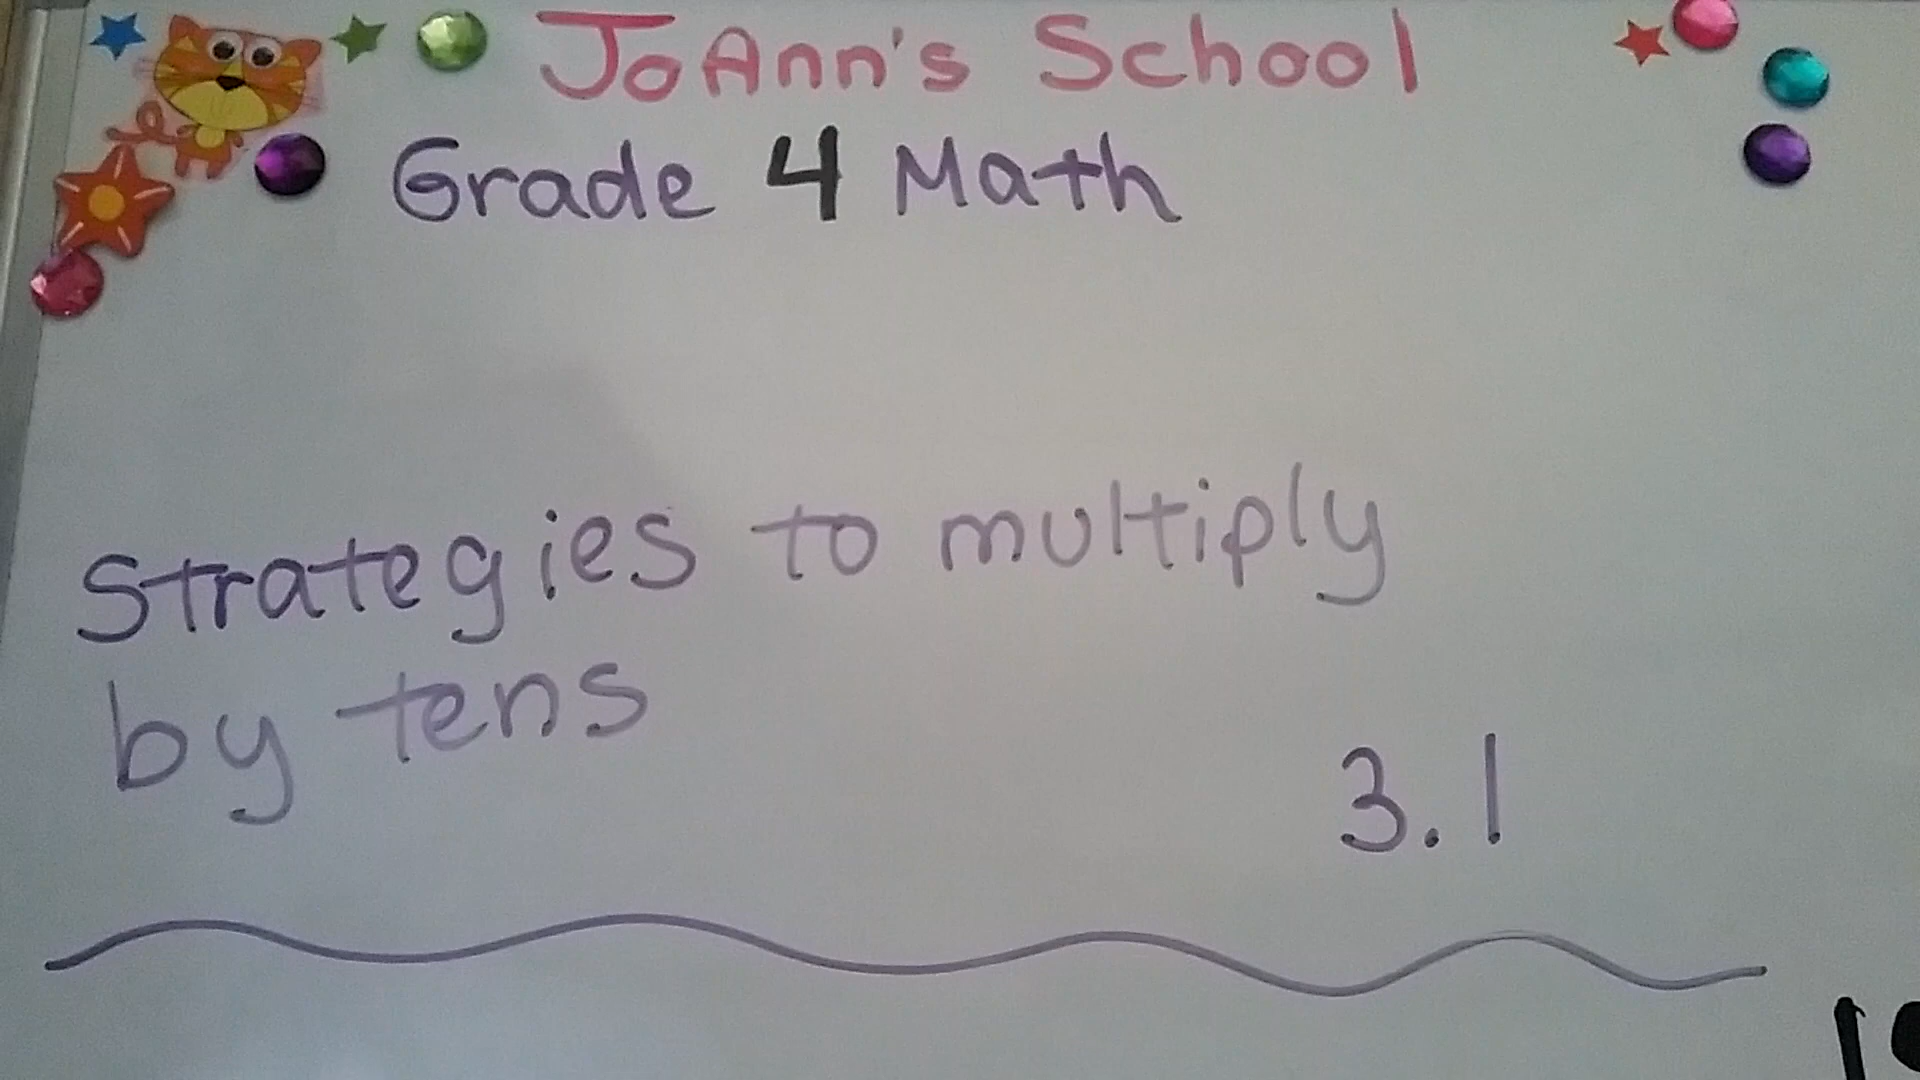 JoAnn's School
Grade 4 Math
Strategies to multiply
by tens
3.1